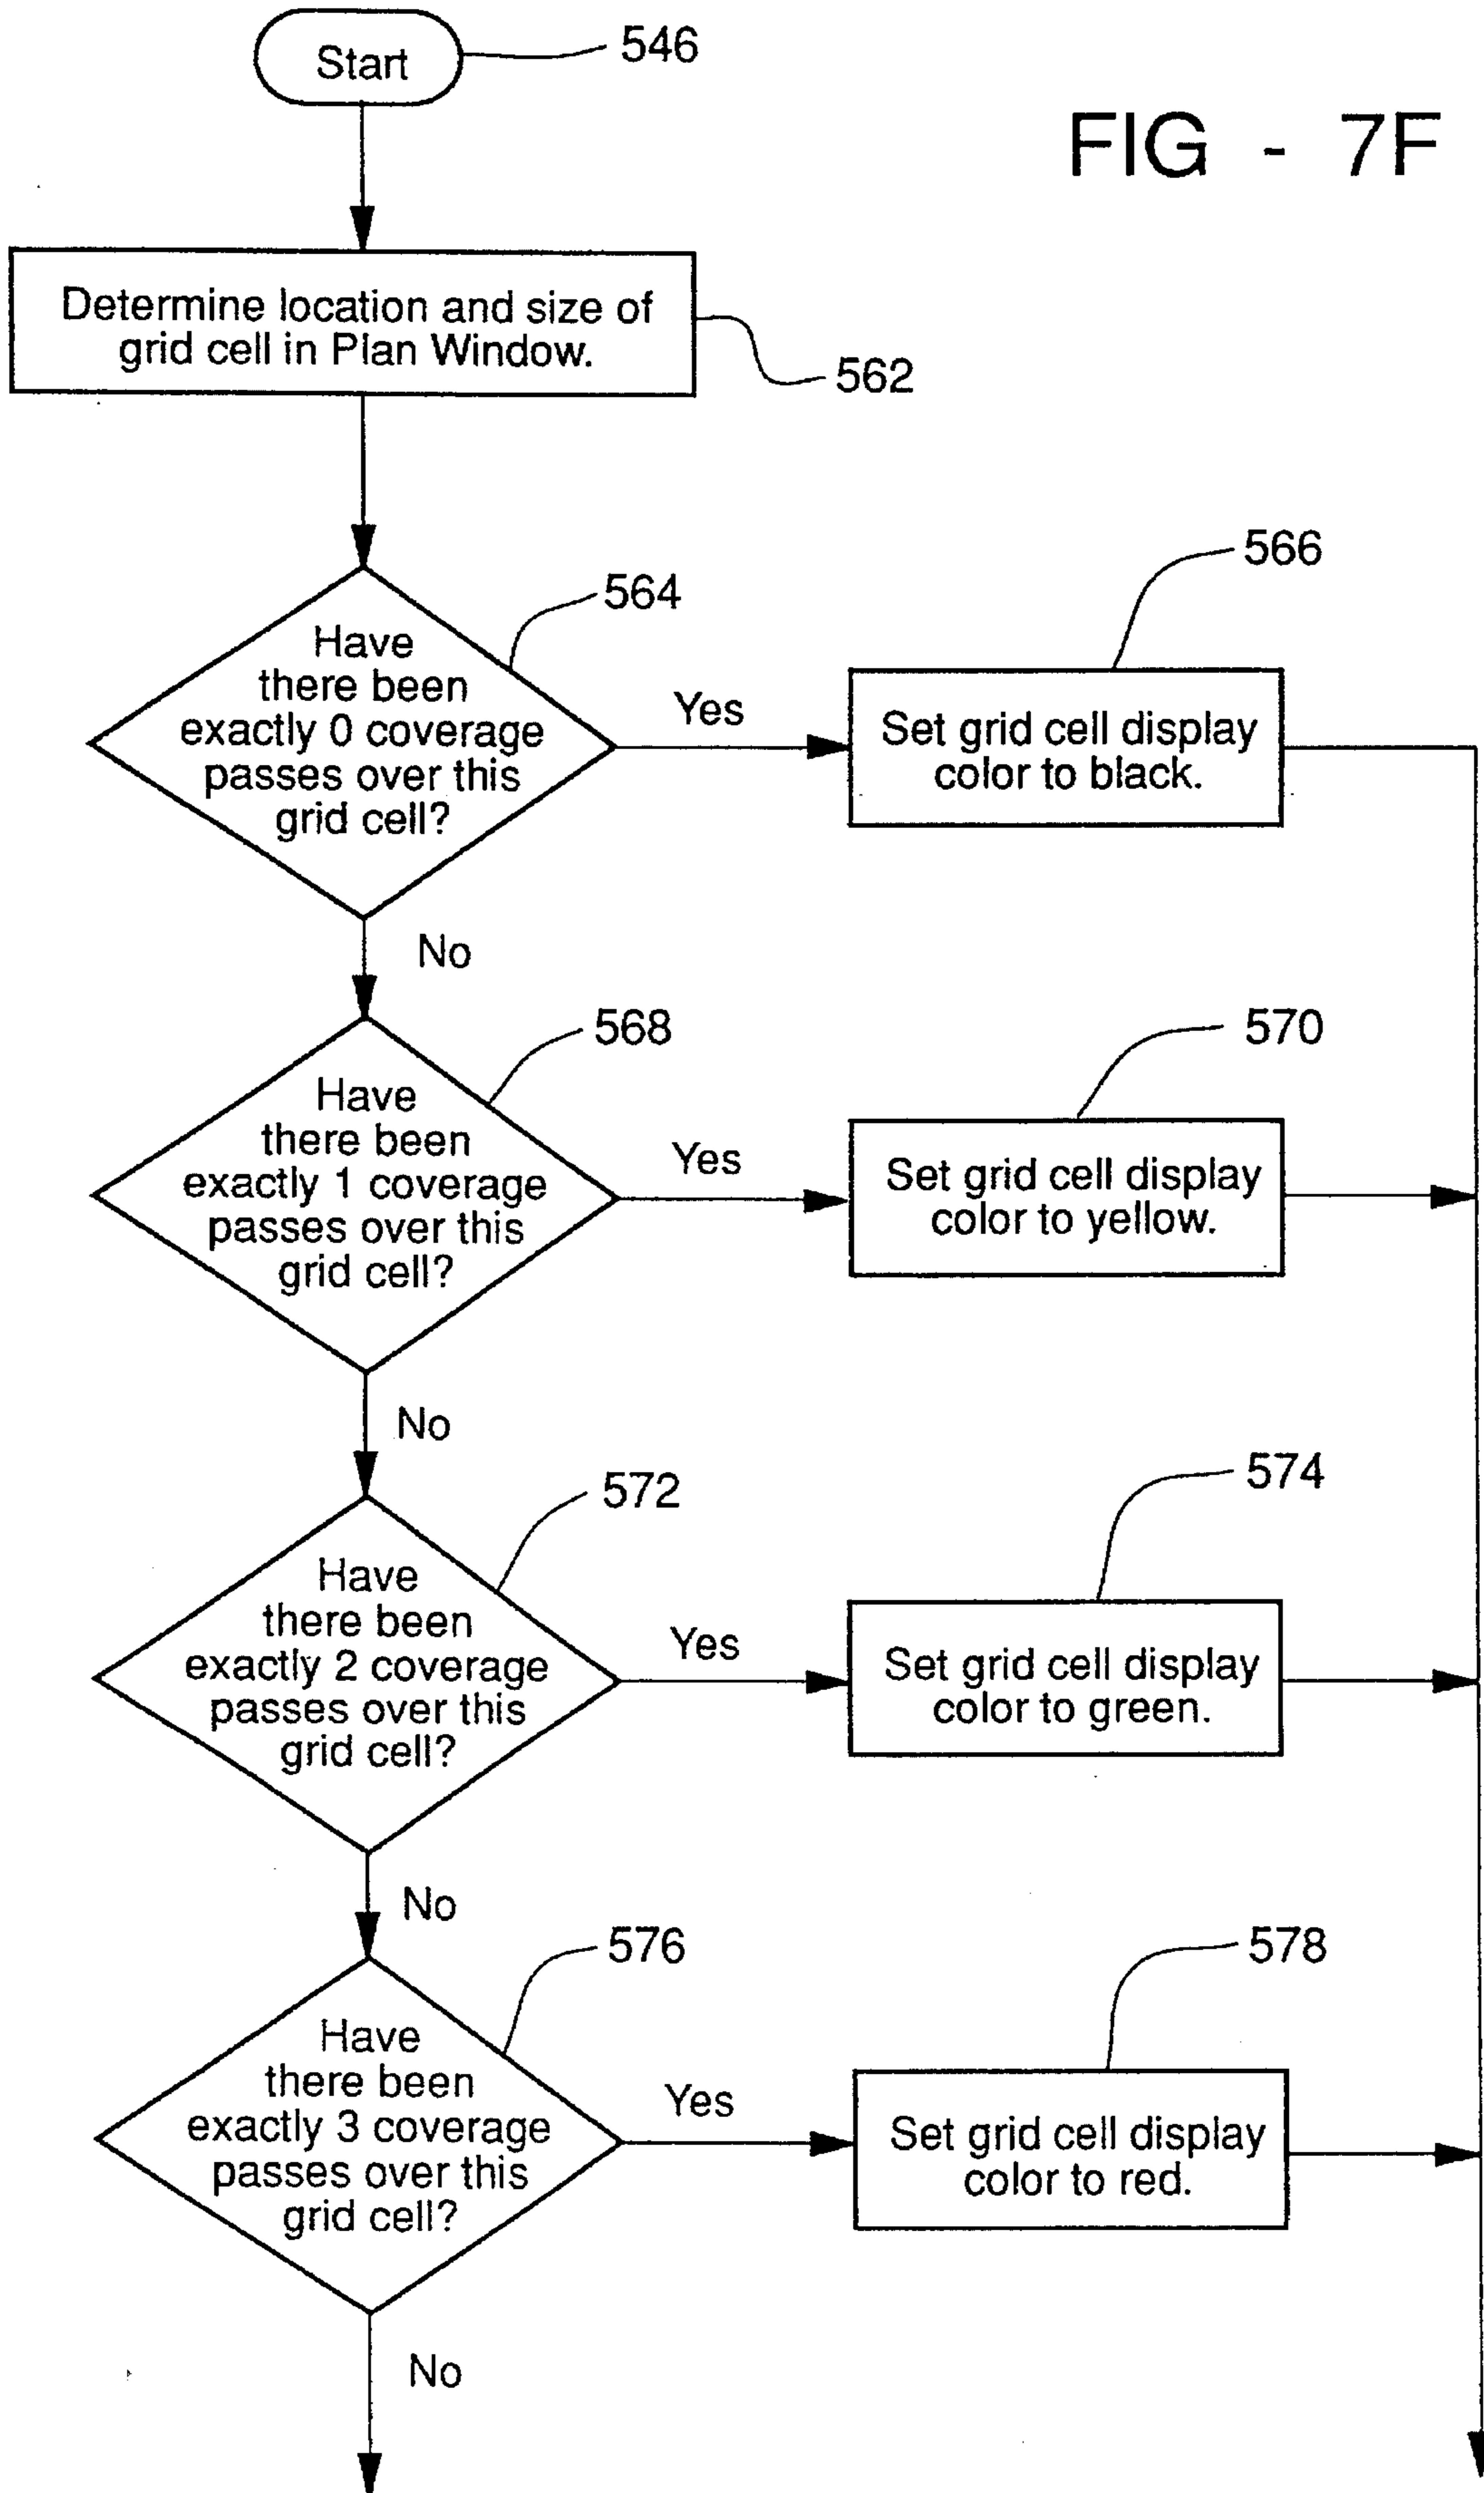 Start
546
FIG - 7F
Determine location and size of
grid cell in Plan Window.
562
Have
there been
exactly 0 coverage
passes over this
grid cell?
564
Yes
Set grid cell display
color to black.
566
No
Have
there been
exactly 1 coverage
passes over this
grid cell?
568
Yes
Set grid cell display
color to yellow.
570
No
Have
there been
exactly 2 coverage
passes over this
grid cell?
572
Yes
Set grid cell display
color to green.
574
No
Have
there been
exactly 3 coverage
passes over this
grid cell?
576
Yes
Set grid cell display
color to red.
578
No